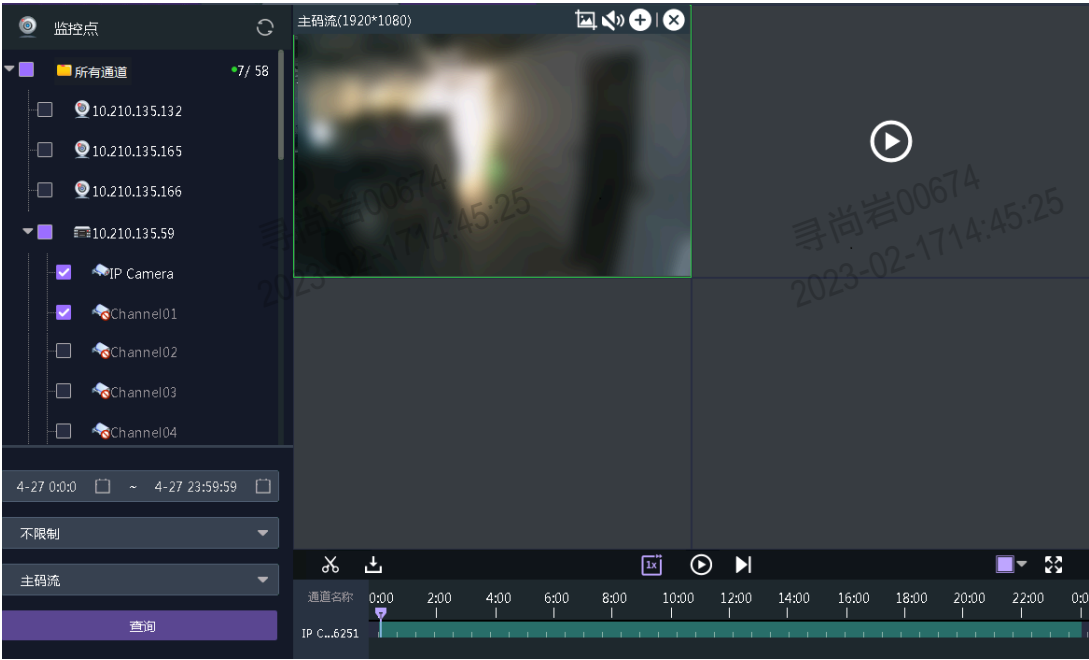 监控点
所有通道
7/ 58
10.210.135.132
10.210.135.165
10.210.135.166
10.210.135.59
IP Camera
Channel01
Channel02
Channel03
Channel04
4-27 0:0:0 ~ 4-27 23:59:59
不限制
主码流
查询
主码流(1920*1080)
寻尚岩00674
2023-02-1714:45:25
寻尚岩00674
2023-02-1714:45:25
1x
通道名称 0:00 2:00 4:00 6:00 8:00 10:00 12:00 14:00 16:00 18:00 20:00 22:00 0:0
IP C...6251